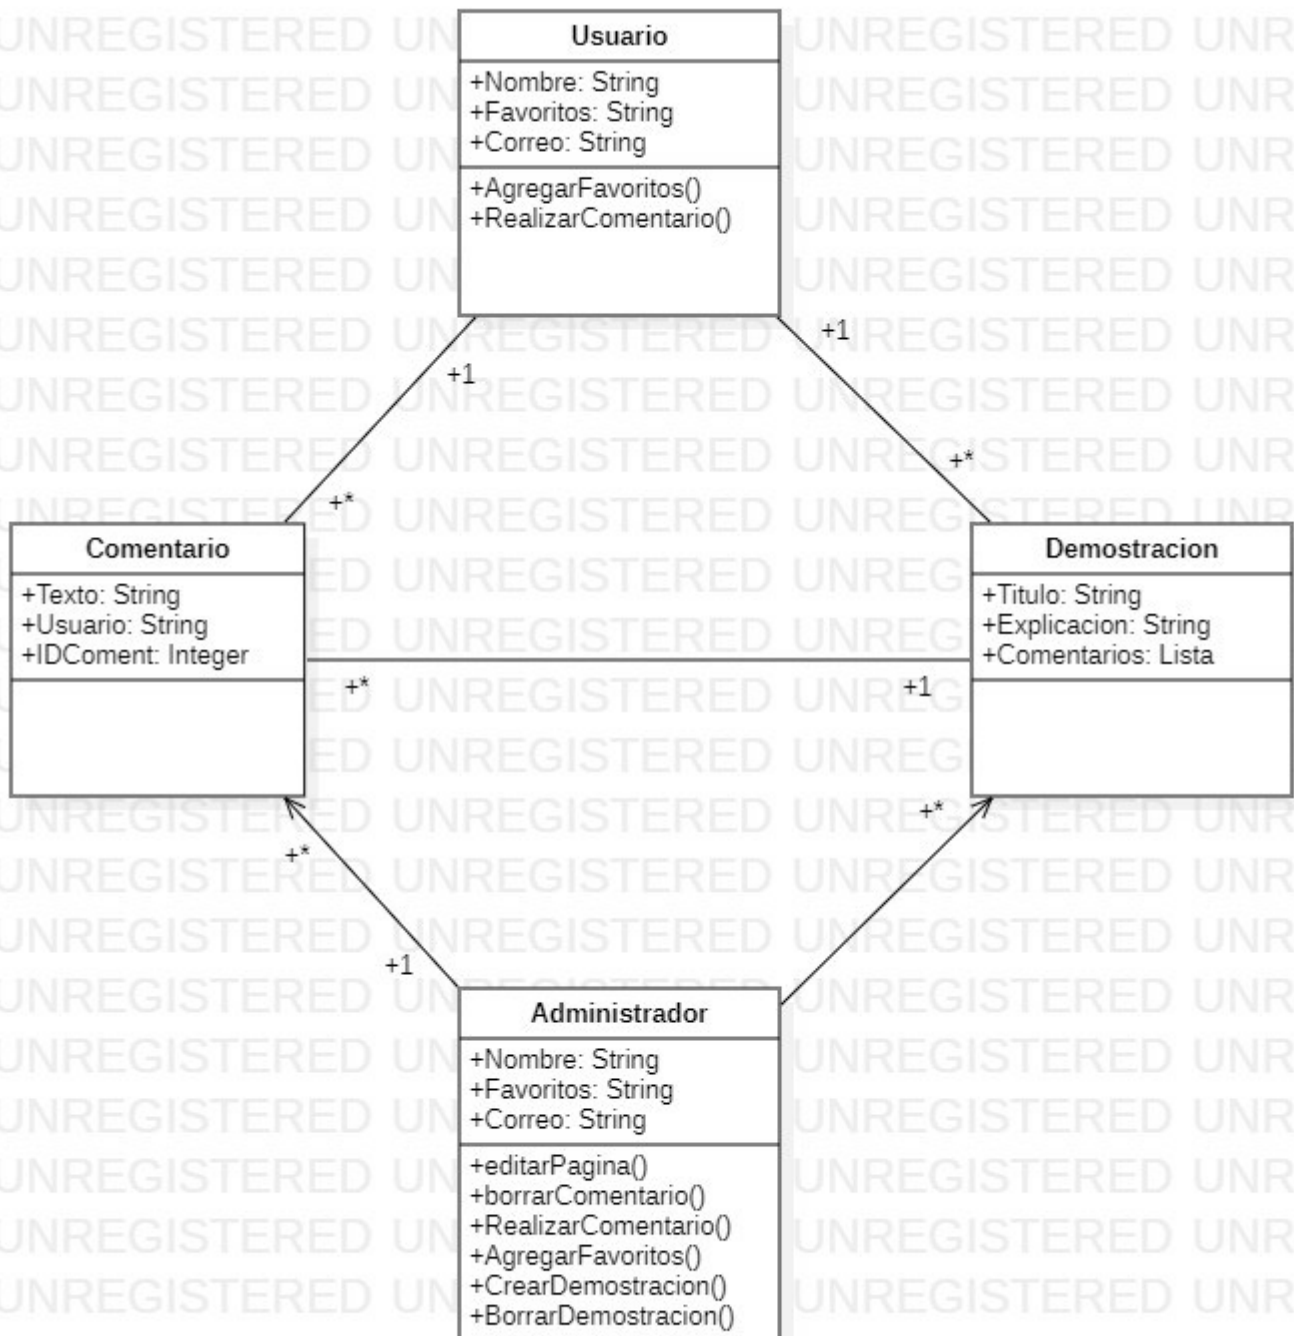 Usuario
+Nombre: String
+Favoritos: String
+Correo: String
+AgregarFavoritos()
+RealizarComentario()
+1
+1
+*
+*
Comentario
+Texto: String
+Usuario: String
+IDComent: Integer
Demostracion
+Titulo: String
+Explicacion: String
+Comentarios: Lista
+*
+1
+*
+*
+1
Administrador
+Nombre: String
+Favoritos: String
+Correo: String
+editarPagina()
+borrarComentario()
+RealizarComentario()
+AgregarFavoritos()
+CrearDemostracion()
+BorrarDemostracion()
UNREGISTERED